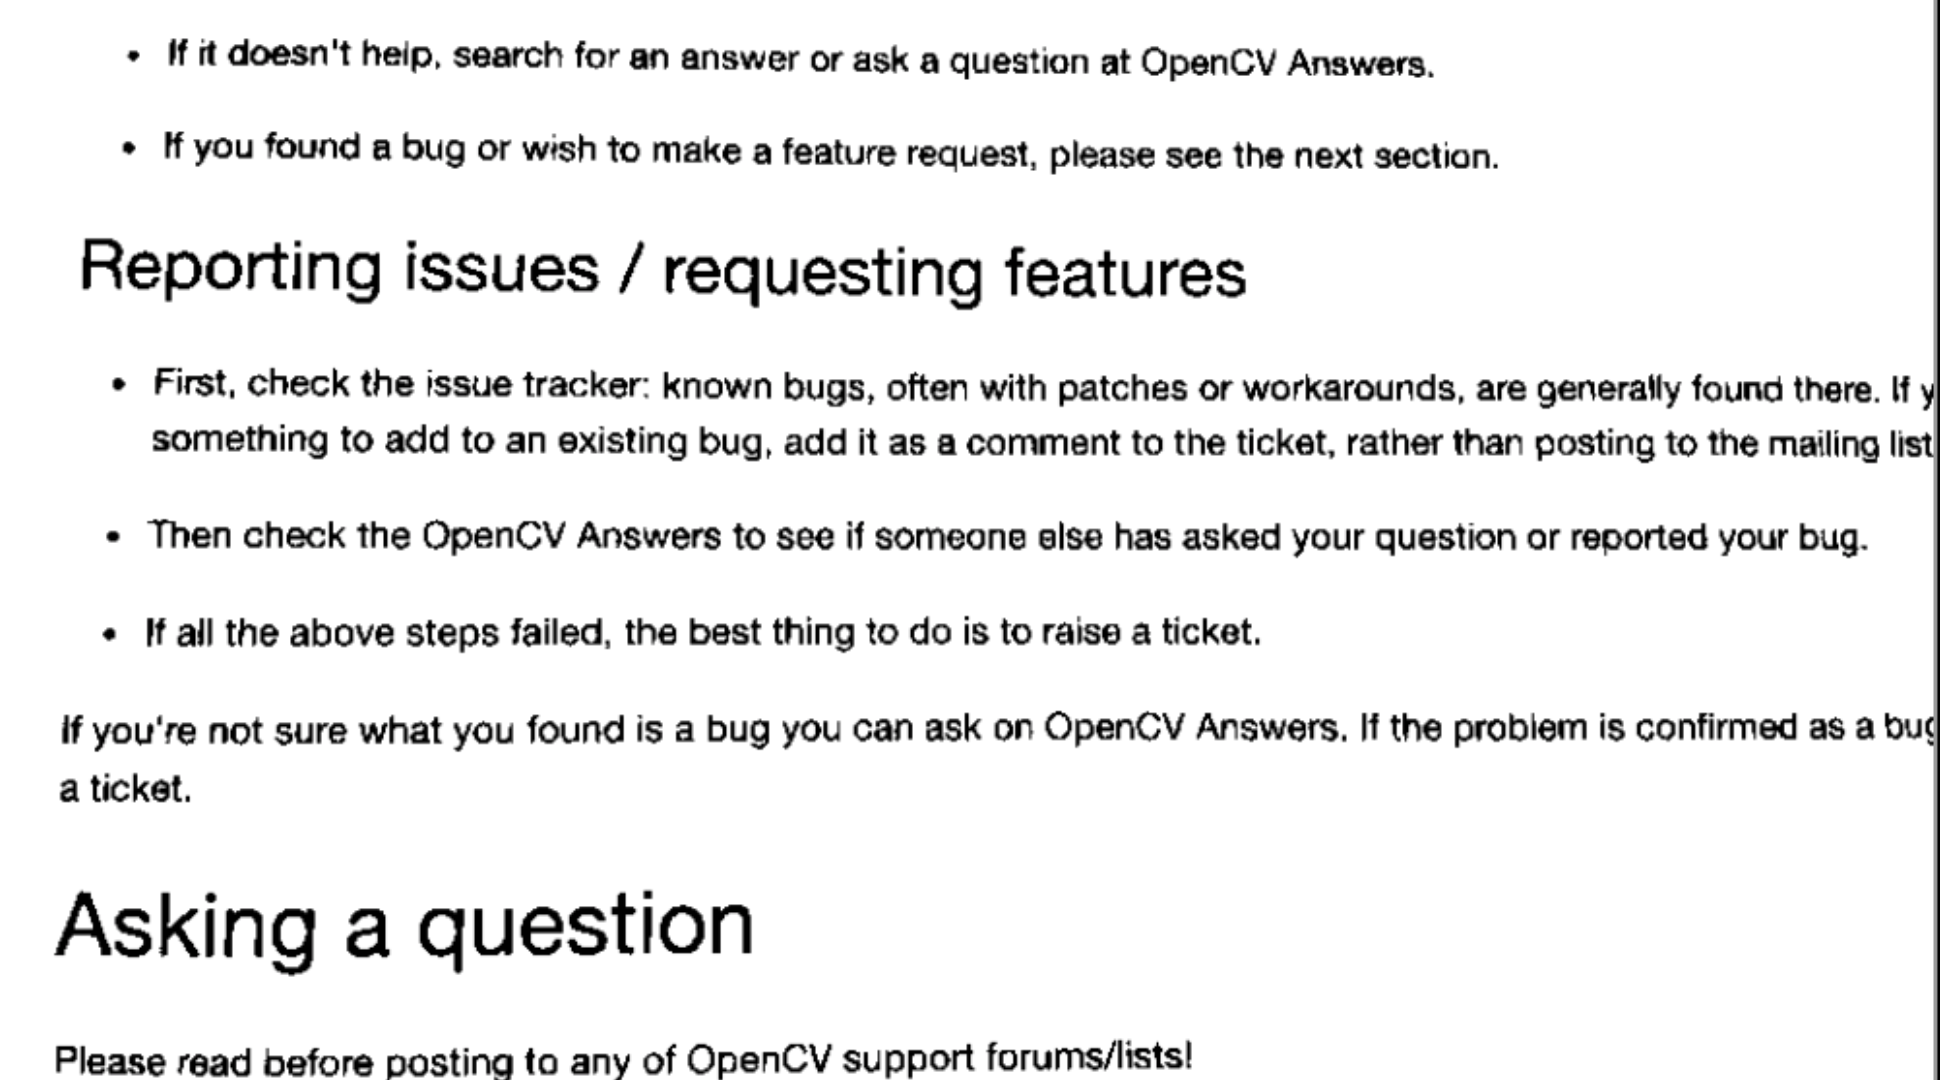 • If it doesn't help, search for an answer or ask a question at OpenCV Answers.
• If you found a bug or wish to make a feature request, please see the next section.
Reporting issues / requesting features
• First, check the issue tracker: known bugs, often with patches or workarounds, are generally found there. If y
something to add to an existing bug, add it as a comment to the ticket, rather than posting to the mailing list
• Then check the OpenCV Answers to see if someone else has asked your question or reported your bug.
• If all the above steps failed, the best thing to do is to raise a ticket.
If you're not sure what you found is a bug you can ask on OpenCV Answers. If the problem is confirmed as a bug
a ticket.
Asking a question
Please read before posting to any of OpenCV support forums/lists!